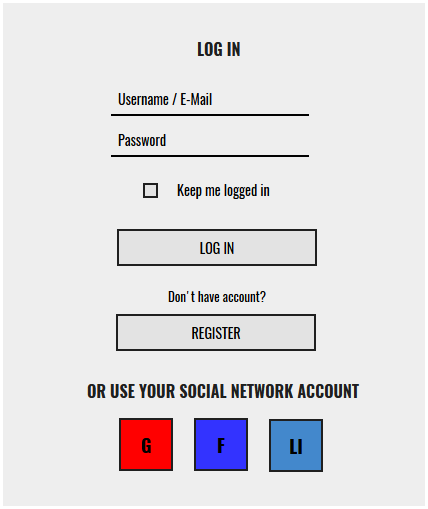 LOG IN
Username / E-Mail
Password
Keep me logged in
LOG IN
Don't have account?
REGISTER
OR USE YOUR SOCIAL NETWORK ACCOUNT
G F LI